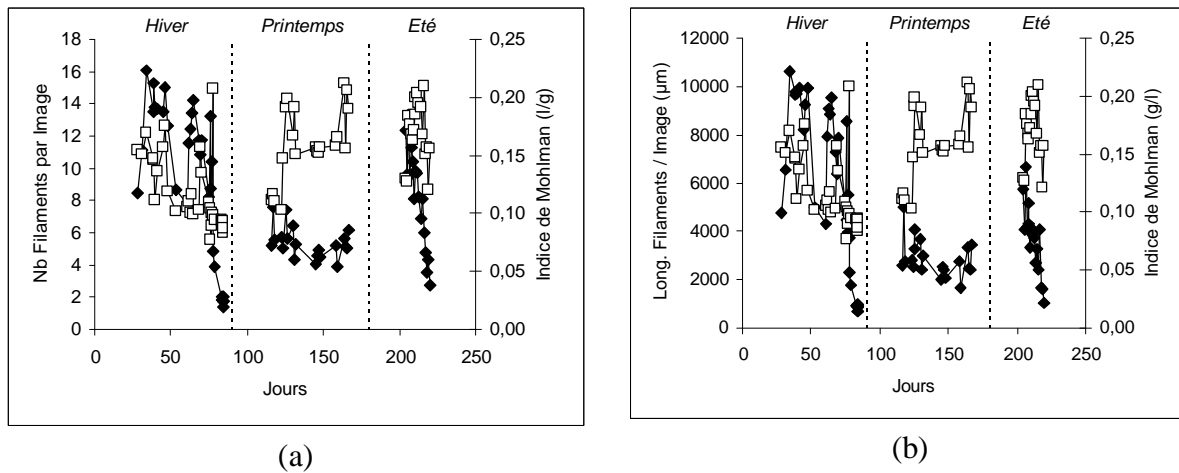 Hiver Printemps Eté
18 16 14 12 10 8 6 4 2 0
Nb Filaments par Image
0,25 0,20 0,15 0,10 0,05 0,00
Indice de Mohlman (l/g)
0 50 100 150 200 250
Jours
(a)
Hiver Printemps Eté
12000 10000 8000 6000 4000 2000 0
Long. Filaments / Image (µm)
0,25 0,20 0,15 0,10 0,05 0,00
Indice de Mohlman (g/l)
0 50 100 150 200 250
Jours
(b)